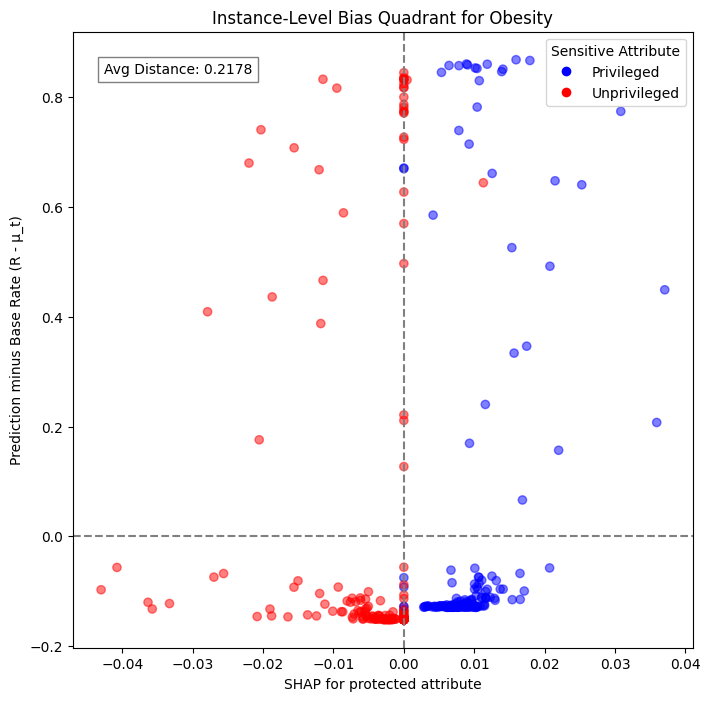 Instance-Level Bias Quadrant for Obesity
Avg Distance: 0.2178
Sensitive Attribute
Privileged
Unprivileged
Prediction minus Base Rate (R - μ_t)
0.8
0.6
0.4
0.2
0.0
−0.2
−0.04
−0.03
−0.02
−0.01
0.00
0.01
0.02
0.03
0.04
SHAP for protected attribute